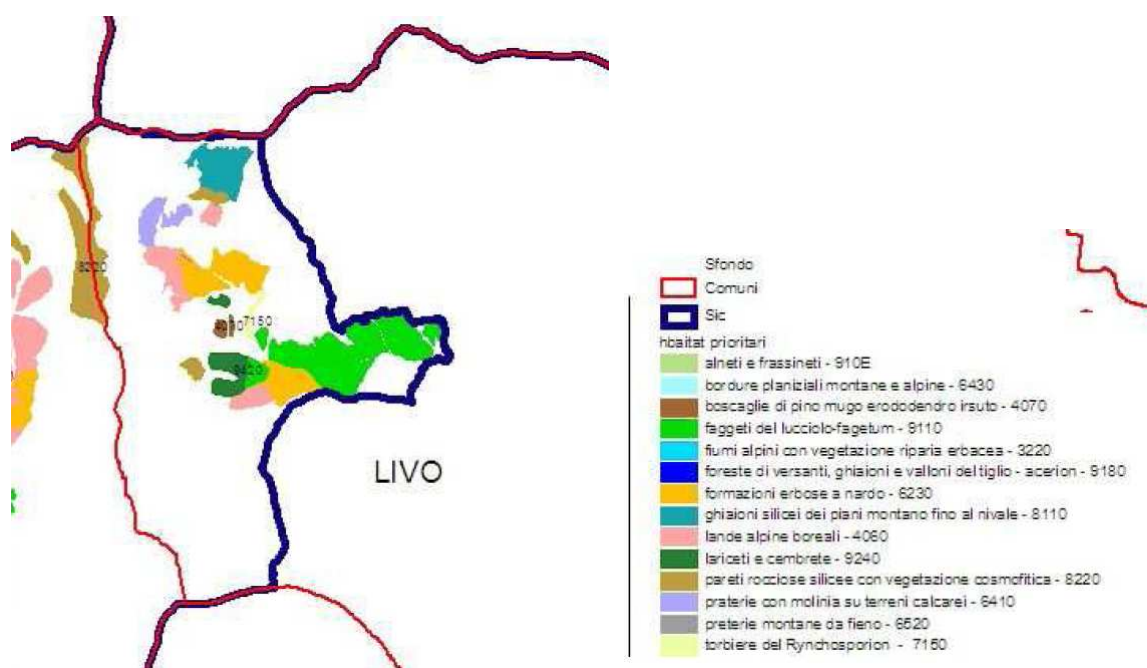 8220
4070
7150
9420
LIVO
Sfondo
Comuni
Sic
hbaitat prioritari
alneti e frassineti - 910E
bordure planiziali montane e alpine - 6430
boscaglie di pino mugo erododendro irsuto - 4070
faggeti del lucciolo-fagetum - 9110
fiumi alpini con vegetazione riparia erbacea - 3220
foreste di versanti, ghiaioni e valloni del tiglio - acerion - 9180
formazioni erbose a nardo - 6230
ghiaioni silicei dei piani montano fino al nivale - 8110
lande alpine boreali - 4060
lariceti e cembrete - 9240
pareti rocciose silicee con vegetazione cosmofitica - 8220
praterie con molinia su terreni calcarei - 6410
preterie montane da fieno - 6520
torbiere del Rynchosporion - 7150